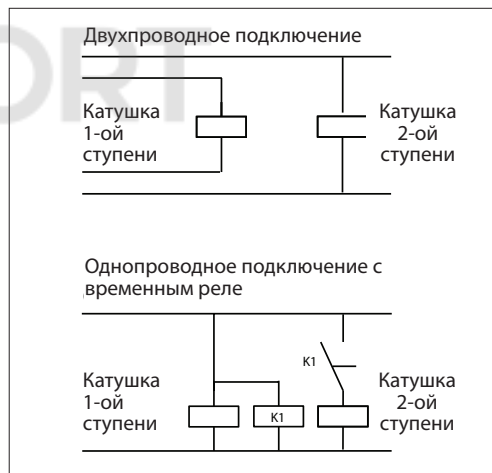 ORT
Двухпроводное подключение
Катушка
1-ой
ступени
Катушка
2-ой
ступени
Однопроводное подключение с
временным реле
K1
Катушка
1-ой
ступени
K1
Катушка
2-ой
ступени